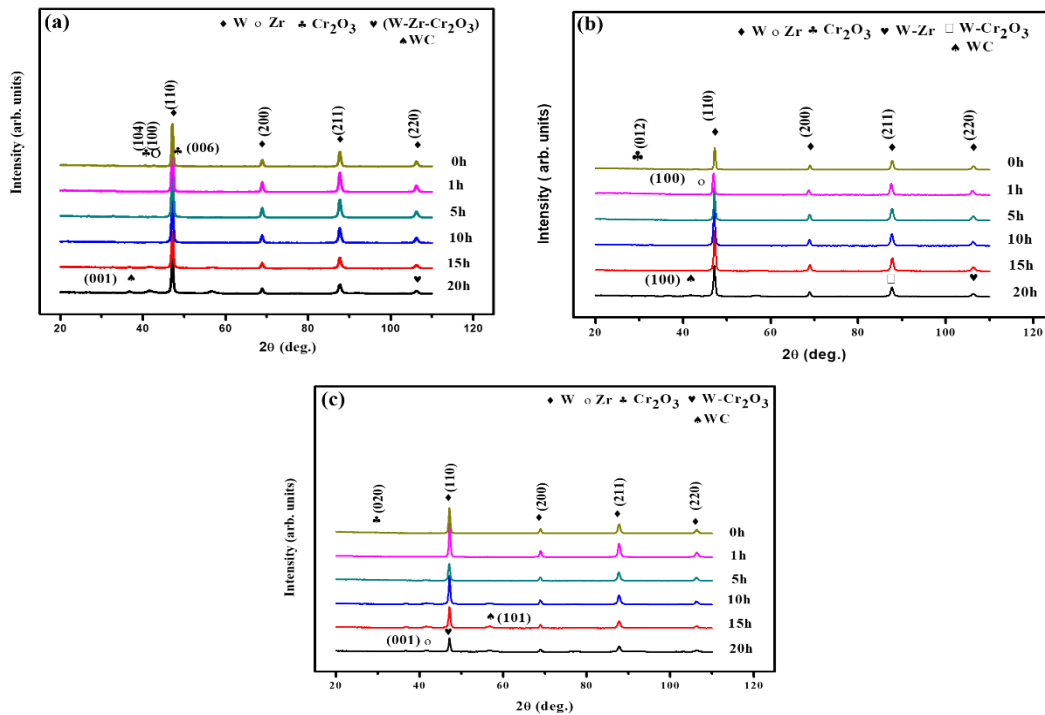 (a)
♦ W ○ Zr ♣ Cr₂O₃ ♥ (W-Zr-Cr₂O₃)
♠ WC
Intensity (arb. units)
(104)
(100)
(110)
(006)
(200)
(211)
(220)
0h
1h
5h
10h
15h
20h
(001)
20 40 60 80 100 120
2θ (deg.)
(b)
♦ W ○ Zr ♣ Cr₂O₃ ♥ W-Zr □ W-Cr₂O₃
♠ WC
Intensity ( arb. units)
(012)
(110)
(200)
(211)
(220)
0h
(100)
1h
5h
10h
15h
(100)
20h
20 40 60 80 100 120
2θ (deg.)
(c)
♦ W ○ Zr ♣ Cr₂O₃ ♥ W-Cr₂O₃
♠ WC
Intensity (arb. units)
(020)
(110)
(200)
(211)
(220)
0h
1h
5h
10h
(101)
15h
(001)
20h
20 40 60 80 100 120
2θ (deg.)